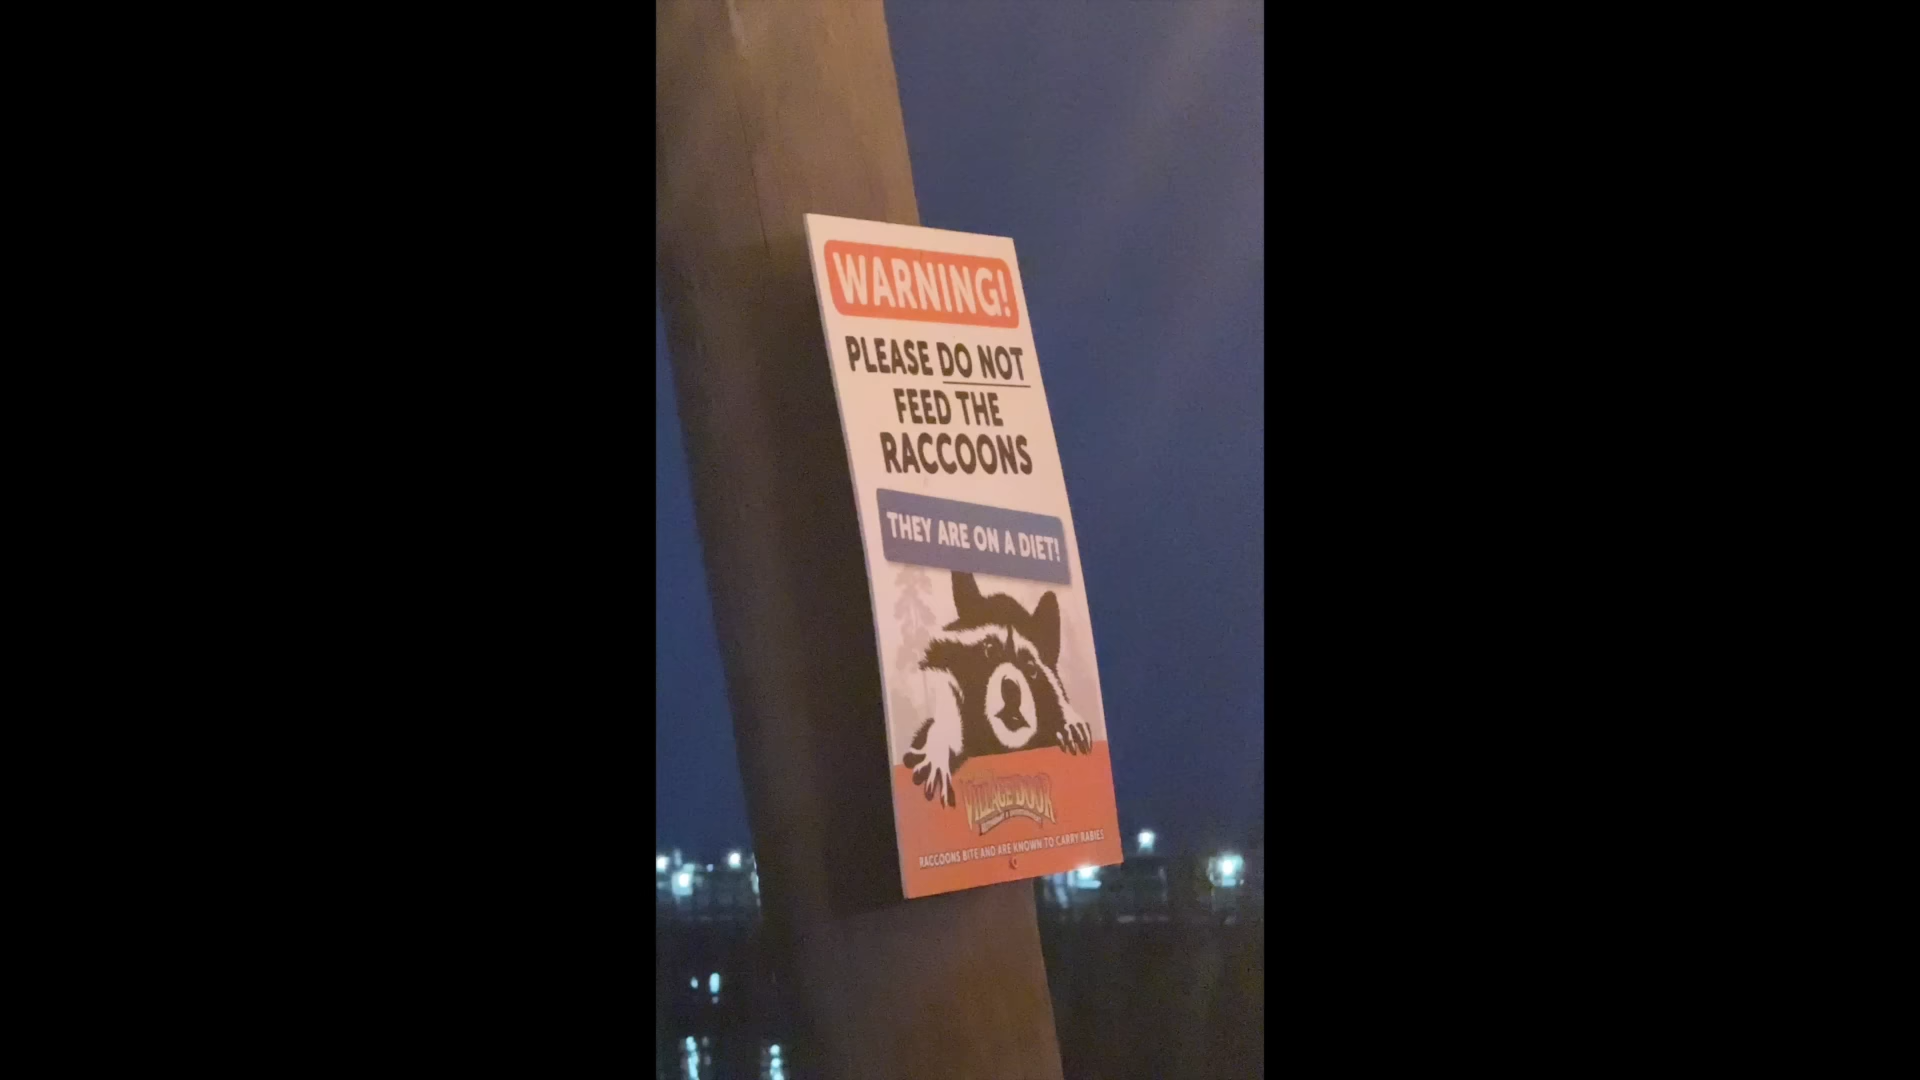 WARNING!
PLEASE DO NOT
FEED THE
RACCOONS
THEY ARE ON A DIET!
VILLAGE DOOR
RACCOONS BITE AND ARE KNOWN TO CARRY RABIES